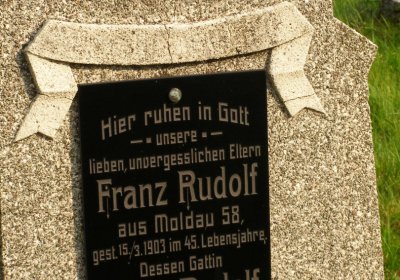 Hier ruhen in Gott
- unsere -
lieben, unvergesslichen Eltern
Franz Rudolf
aus Moldau 58,
gest. 15./3. 1903 im 45. Lebensjahre,
Dessen Gattin
Rudolf